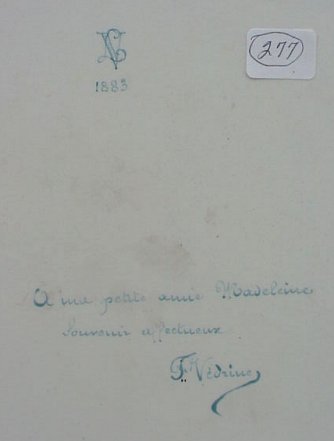 1883
277
A ma petite amie Madeleine
Souvenir affectueux
F. Védrine